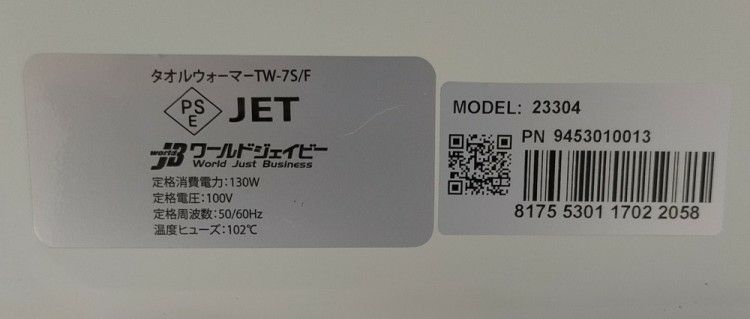 タオルウォーマーTW-7S/F
PS
E
JET
world JB ワールドジェイビー
World Just Business
定格消費電力:130W
定格電圧:100V
定格周波数:50/60Hz
温度ヒューズ:102℃
MODEL: 23304
PN 9453010013
8175 5301 1702 2058